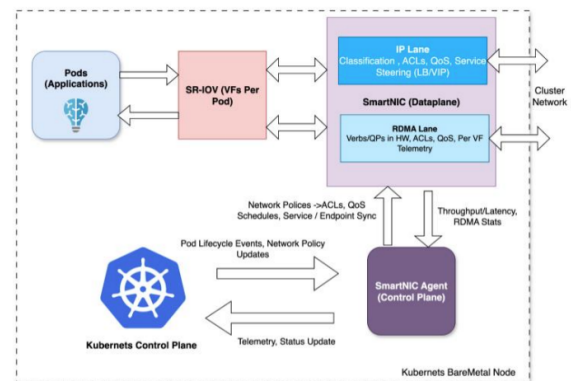 Pods
(Applications)
SR-IOV (VFs Per
Pod)
IP Lane
Classification , ACLs, QoS, Service
Steering (LB/VIP)
SmartNIC (Dataplane)
RDMA Lane
Verbs/QPs in HW, ACLs, QoS, Per VF
Telemetry
Cluster
Network
Network Polices ->ACLs, QoS
Schedules, Service / Endpoint Sync
Throughput/Latency,
RDMA Stats
Pod Lifecycle Events, Network Policy
Updates
SmartNIC Agent
(Control Plane)
Kubernets Control Plane
Telemetry, Status Update
Kubernets BareMetal Node